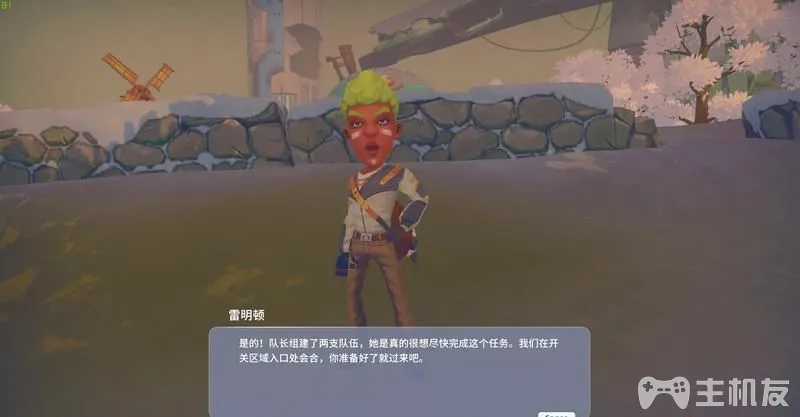 雷明顿
是的！队长组建了两支队伍，她是真的很想尽快完成这个任务。我们在开
关区域入口处会合，你准备好了就过来吧。
主机友